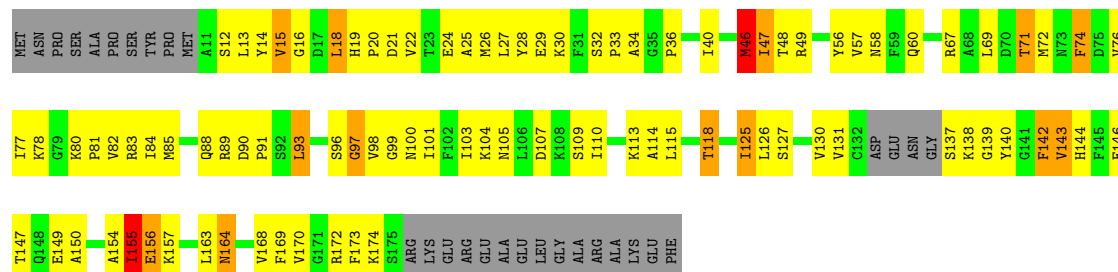 MET ASN PRO SER ALA PRO SER TYR PRO MET A11 S12 L13 Y14 V15 G16 D17 L18 H19 P20 D21 V22 T23 E24 A25 M26 L27 Y28 E29 K30 F31 S32 P33 A34 G35 P36 I40 M46 I47 T48 R49 Y56 V57 N58 F59 Q60 R67 A68 L69 D70 T71 M72 N73 F74 D75 V76
I77 K78 G79 K80 P81 V82 R83 I84 M85 Q88 R89 D90 P91 S92 L93 S96 G97 V98 G99 N100 I101 F102 I103 K104 N105 L106 D107 K108 S109 I110 K113 A114 L115 T118 I125 L126 S127 V130 V131 C132 ASP GLU ASN GLY S137 K138 G139 Y140 G141 F142 V143 H144 F145
T147 Q148 E149 A150 A154 I155 E156 K157 L163 N164 V168 F169 V170 G171 R172 F173 K174 S175 ARG LYS GLU ARG GLU ALA GLU LEU GLY ALA ARG ALA LYS GLU PHE